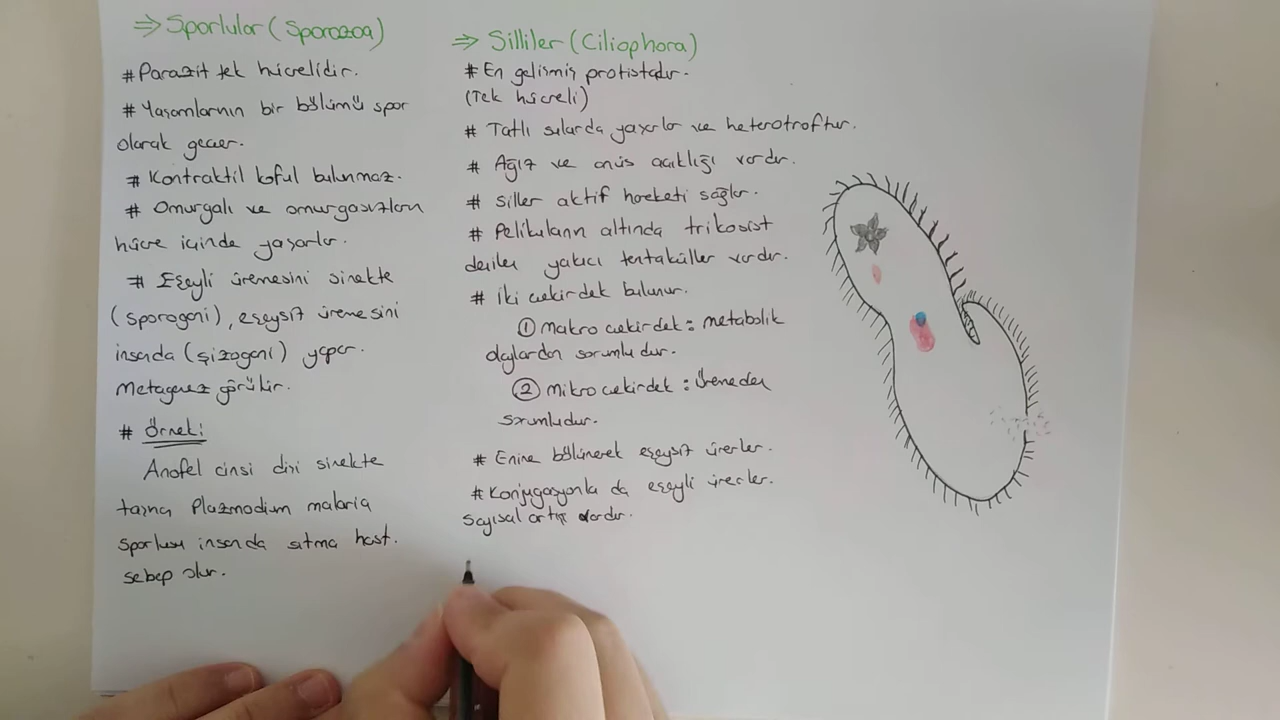 ⇒ Sporlular (Sporozoa)
# Parazit tek hücrelidir.
# Yaşamlarının bir bölümü spor
olarak geçer.
# Kontraktil koful bulunmaz.
# Omurgalı ve omurgasızların
hücre içinde yaşarlar.
# Eşeyli üremesini sinekte
(sporogoni), eşeysiz üremesini
insanda (şizogoni) yapar.
Metagenez görülür.
# Örnek;
Anofel cinsi dişi sinekte
taşınan Plazmodium malaria
sporlusu insanda sıtma hast.
sebep olur.
⇒ Silliler (Ciliophora)
# En gelişmiş protistadır.
(Tek hücreli)
# Tatlı sularda yaşarlar ve heterotroftur.
# Ağız ve anüs açıklığı vardır.
# Siller aktif hareketi sağlar.
# Pelikulanın altında trikosist
denilen yakıcı tentaküller vardır.
# İki çekirdek bulunur.
① Makro çekirdek: metabolik
olaylardan sorumludur.
② Mikro çekirdek: Üremeden
sorumludur.
# Enine bölünerek eşeysiz ürerler.
# Konjugasyonla da eşeyli ürerler.
Sayısal artış vardır.